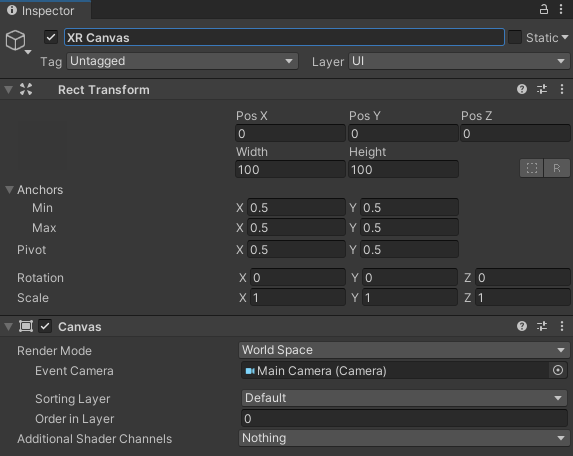 Inspector
XR Canvas Static
Tag Untagged Layer UI
Rect Transform
Pos X Pos Y Pos Z
0 0 0
Width Height
100 100 R
Anchors
Min X 0.5 Y 0.5
Max X 0.5 Y 0.5
Pivot X 0.5 Y 0.5
Rotation X 0 Y 0 Z 0
Scale X 1 Y 1 Z 1
Canvas
Render Mode World Space
Event Camera Main Camera (Camera)
Sorting Layer Default
Order in Layer 0
Additional Shader Channels Nothing